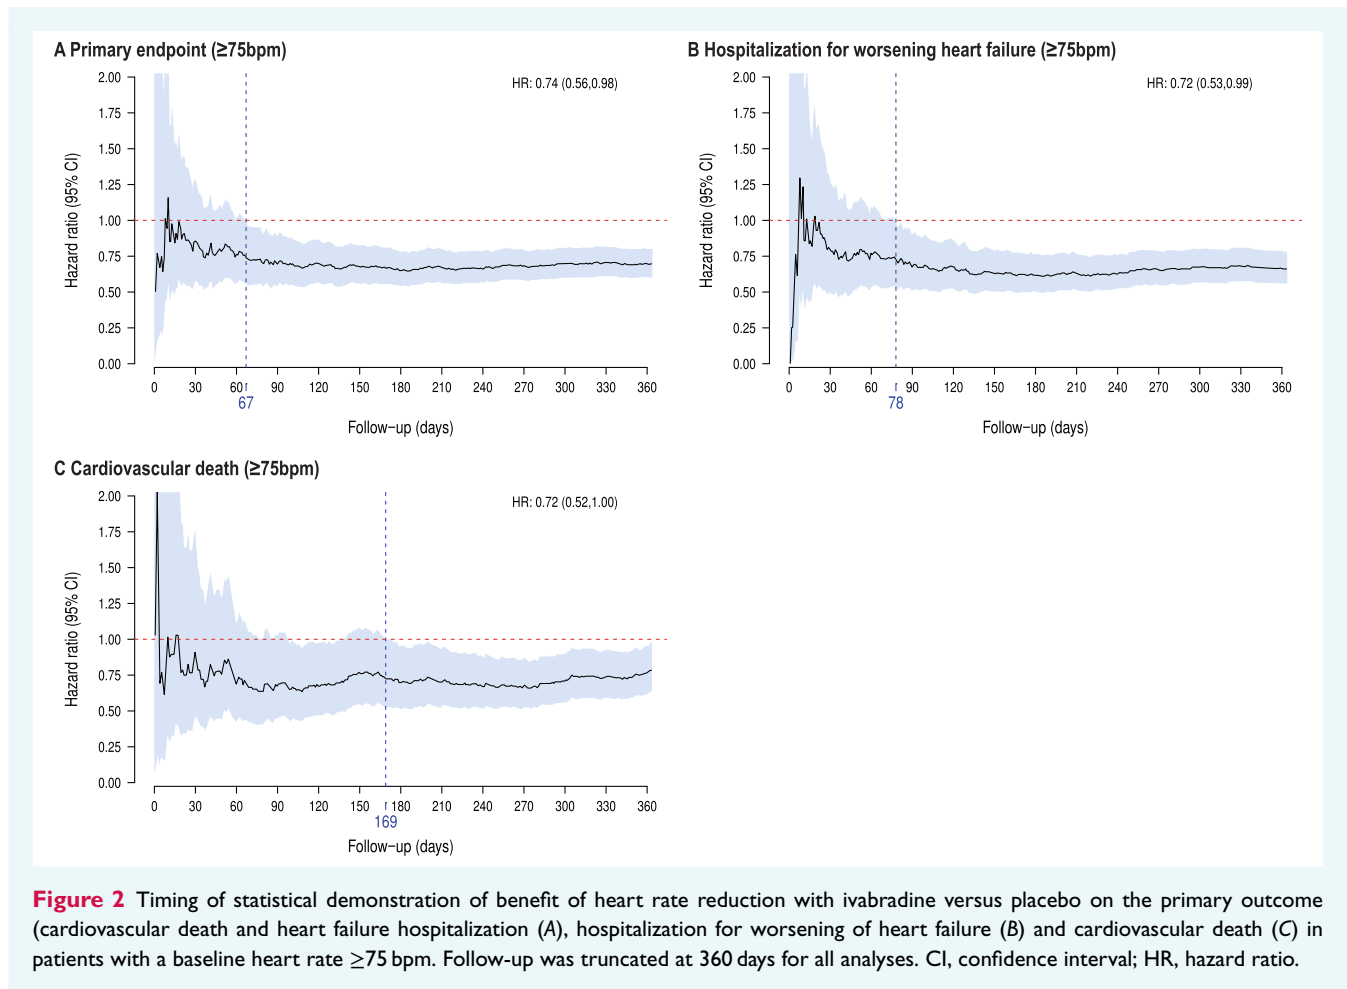 A Primary endpoint (≥75bpm)
HR: 0.74 (0.56,0.98)
Hazard ratio (95% CI)
2.00
1.75
1.50
1.25
1.00
0.75
0.50
0.25
0.00
0 30 60 90 120 150 180 210 240 270 300 330 360
67
Follow−up (days)
B Hospitalization for worsening heart failure (≥75bpm)
HR: 0.72 (0.53,0.99)
Hazard ratio (95% CI)
2.00
1.75
1.50
1.25
1.00
0.75
0.50
0.25
0.00
0 30 60 90 120 150 180 210 240 270 300 330 360
78
Follow−up (days)
C Cardiovascular death (≥75bpm)
HR: 0.72 (0.52,1.00)
Hazard ratio (95% CI)
2.00
1.75
1.50
1.25
1.00
0.75
0.50
0.25
0.00
0 30 60 90 120 150 180 210 240 270 300 330 360
169
Follow−up (days)
Figure 2 Timing of statistical demonstration of benefit of heart rate reduction with ivabradine versus placebo on the primary outcome
(cardiovascular death and heart failure hospitalization (A), hospitalization for worsening of heart failure (B) and cardiovascular death (C) in
patients with a baseline heart rate ≥75 bpm. Follow-up was truncated at 360 days for all analyses. CI, confidence interval; HR, hazard ratio.